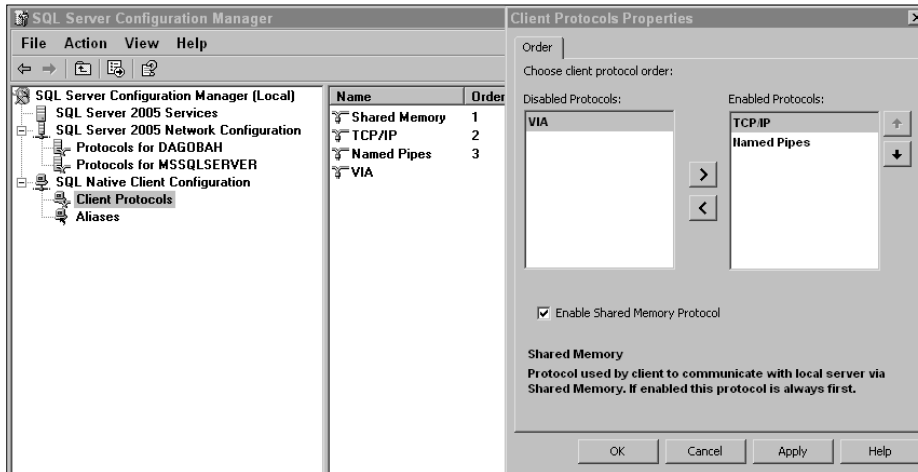 SQL Server Configuration Manager
File Action View Help
SQL Server Configuration Manager (Local)
SQL Server 2005 Services
SQL Server 2005 Network Configuration
Protocols for DAGOBAH
Protocols for MSSQLSERVER
SQL Native Client Configuration
Client Protocols
Aliases
Name Order
Shared Memory 1
TCP/IP 2
Named Pipes 3
VIA
Client Protocols Properties
Order
Choose client protocol order:
Disabled Protocols:
VIA
Enabled Protocols:
TCP/IP
Named Pipes
Enable Shared Memory Protocol
Shared Memory
Protocol used by client to communicate with local server via
Shared Memory. If enabled this protocol is always first.
OK Cancel Apply Help